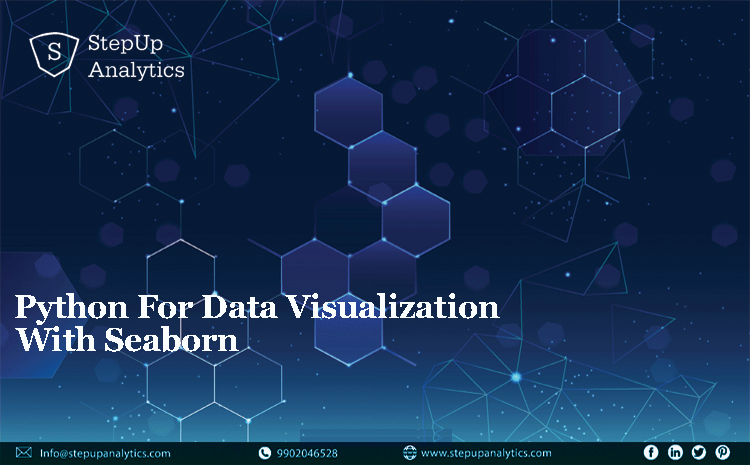 S
StepUp
Analytics
Python For Data Visualization
With Seaborn
Info@stepupanalytics.com
9902046528
www.stepupanalytics.com